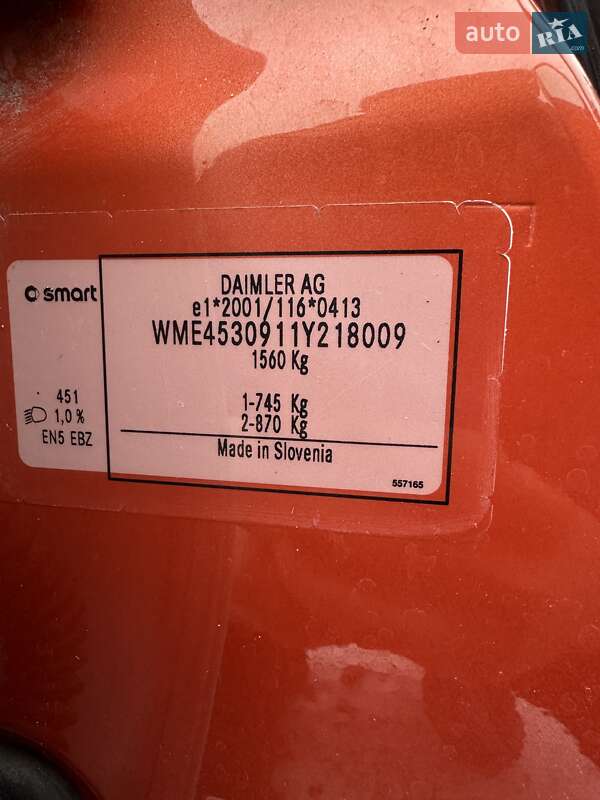 auto RIA .com
DAIMLER AG
e1*2001/116*0413
WME4530911Y218009
1560 Kg
smart
451
1,0 %
EN5 EBZ
1-745 Kg
2-870 Kg
Made in Slovenia
557165